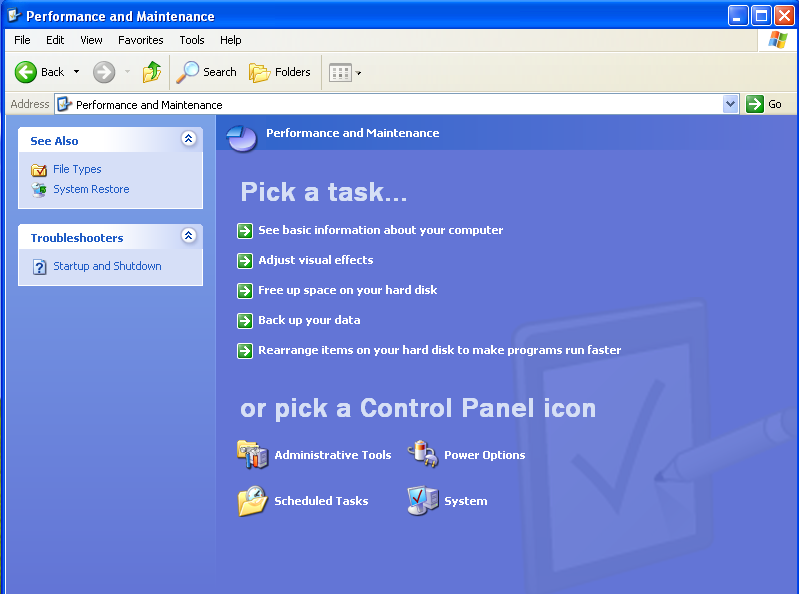 Performance and Maintenance
File Edit View Favorites Tools Help
Back Search Folders
Address Performance and Maintenance Go
See Also
File Types
System Restore
Troubleshooters
Startup and Shutdown
Performance and Maintenance
Pick a task...
See basic information about your computer
Adjust visual effects
Free up space on your hard disk
Back up your data
Rearrange items on your hard disk to make programs run faster
or pick a Control Panel icon
Administrative Tools Power Options
Scheduled Tasks System